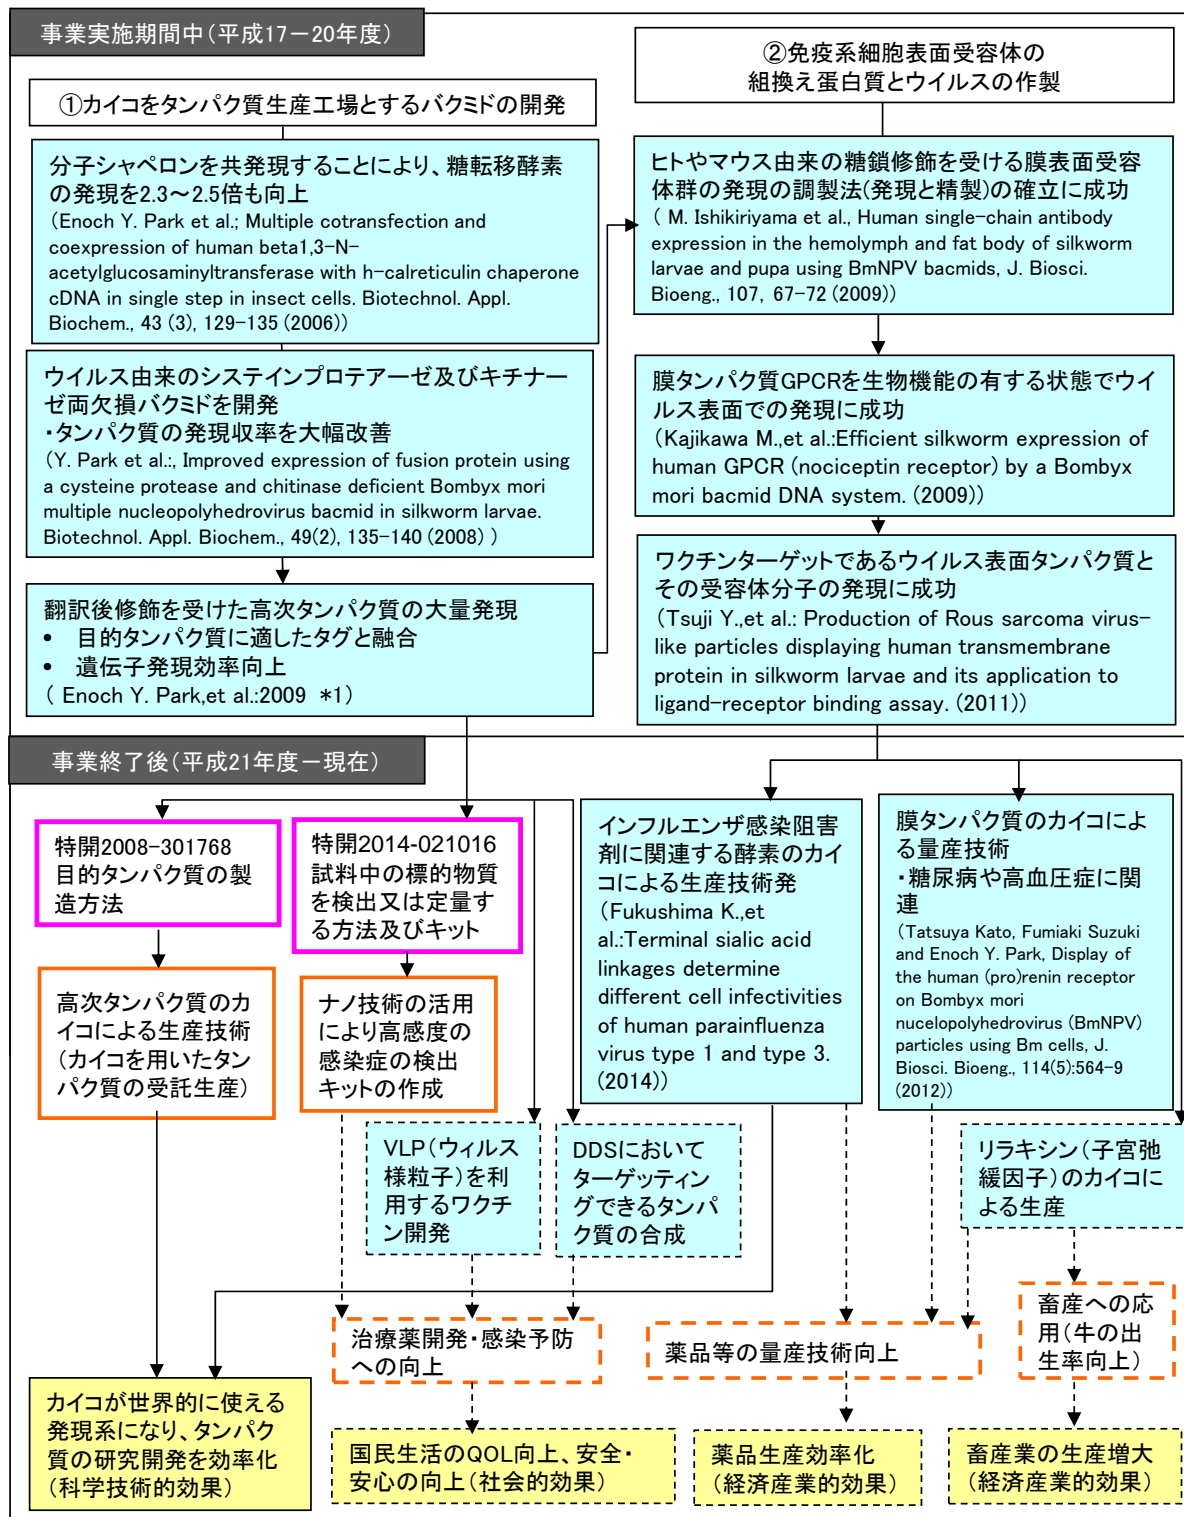 事業実施期間中(平成17－20年度)
①カイコをタンパク質生産工場とするバクミドの開発
分子シャペロンを共発現することにより、糖転移酵素
の発現を2.3～2.5倍も向上
(Enoch Y. Park et al.; Multiple cotransfection and
coexpression of human beta1,3-N-
acetylglucosaminyltransferase with h-calreticulin chaperone
cDNA in single step in insect cells. Biotechnol. Appl.
Biochem., 43 (3), 129-135 (2006))
ウイルス由来のシステインプロテアーゼ及びキチナー
ゼ両欠損バクミドを開発
・タンパク質の発現収率を大幅改善
(Y. Park et al.:, Improved expression of fusion protein using
a cysteine protease and chitinase deficient Bombyx mori
multiple nucleopolyhedrovirus bacmid in silkworm larvae.
Biotechnol. Appl. Biochem., 49(2), 135-140 (2008) )
翻訳後修飾を受けた高次タンパク質の大量発現
• 目的タンパク質に適したタグと融合
• 遺伝子発現効率向上
( Enoch Y. Park,et al.:2009 *1)
②免疫系細胞表面受容体の
組換え蛋白質とウイルスの作製
ヒトやマウス由来の糖鎖修飾を受ける膜表面受容
体群の発現の調製法(発現と精製)の確立に成功
( M. Ishikiriyama et al., Human single-chain antibody
expression in the hemolymph and fat body of silkworm
larvae and pupa using BmNPV bacmids, J. Biosci.
Bioeng., 107, 67-72 (2009))
膜タンパク質GPCRを生物機能の有する状態でウイ
ルス表面での発現に成功
(Kajikawa M.,et al.:Efficient silkworm expression of
human GPCR (nociceptin receptor) by a Bombyx
mori bacmid DNA system. (2009))
ワクチンターゲットであるウイルス表面タンパク質と
その受容体分子の発現に成功
(Tsuji Y.,et al.: Production of Rous sarcoma virus-
like particles displaying human transmembrane
protein in silkworm larvae and its application to
ligand-receptor binding assay. (2011))
事業終了後(平成21年度－現在)
特開2008-301768
目的タンパク質の製
造方法
特開2014-021016
試料中の標的物質
を検出又は定量す
る方法及びキット
インフルエンザ感染阻害
剤に関連する酵素のカイ
コによる生産技術発
(Fukushima K.,et
al.:Terminal sialic acid
linkages determine
different cell infectivities
of human parainfluenza
virus type 1 and type 3.
(2014))
膜タンパク質のカイコによ
る量産技術
・糖尿病や高血圧症に関
連
(Tatsuya Kato, Fumiaki Suzuki
and Enoch Y. Park, Display of
the human (pro)renin receptor
on Bombyx mori
nucelopolyhedrovirus (BmNPV)
particles using Bm cells, J.
Biosci. Bioeng., 114(5):564-9
(2012))
高次タンパク質のカ
イコによる生産技術
(カイコを用いたタン
パク質の受託生産)
ナノ技術の活用
により高感度の
感染症の検出
キットの作成
VLP(ウィルス
様粒子)を利
用するワクチ
ン開発
DDSにおいて
ターゲッティン
グできるタンパ
ク質の合成
リラキシン(子宮弛
緩因子)のカイコに
よる生産
治療薬開発・感染予防
への向上
薬品等の量産技術向上
畜産への応
用(牛の出
生率向上)
カイコが世界的に使える
発現系になり、タンパク
質の研究開発を効率化
(科学技術的効果)
国民生活のQOL向上、安全・
安心の向上(社会的効果)
薬品生産効率化
(経済産業的効果)
畜産業の生産増大
(経済産業的効果)